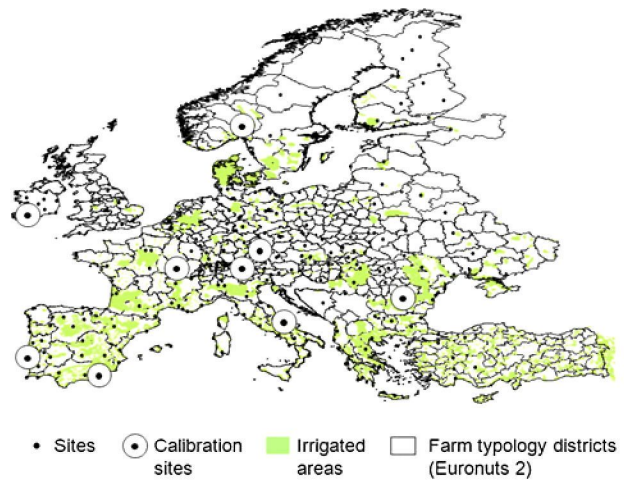 Sites
Calibration
sites
Irrigated
areas
Farm typology districts
(Euronuts 2)